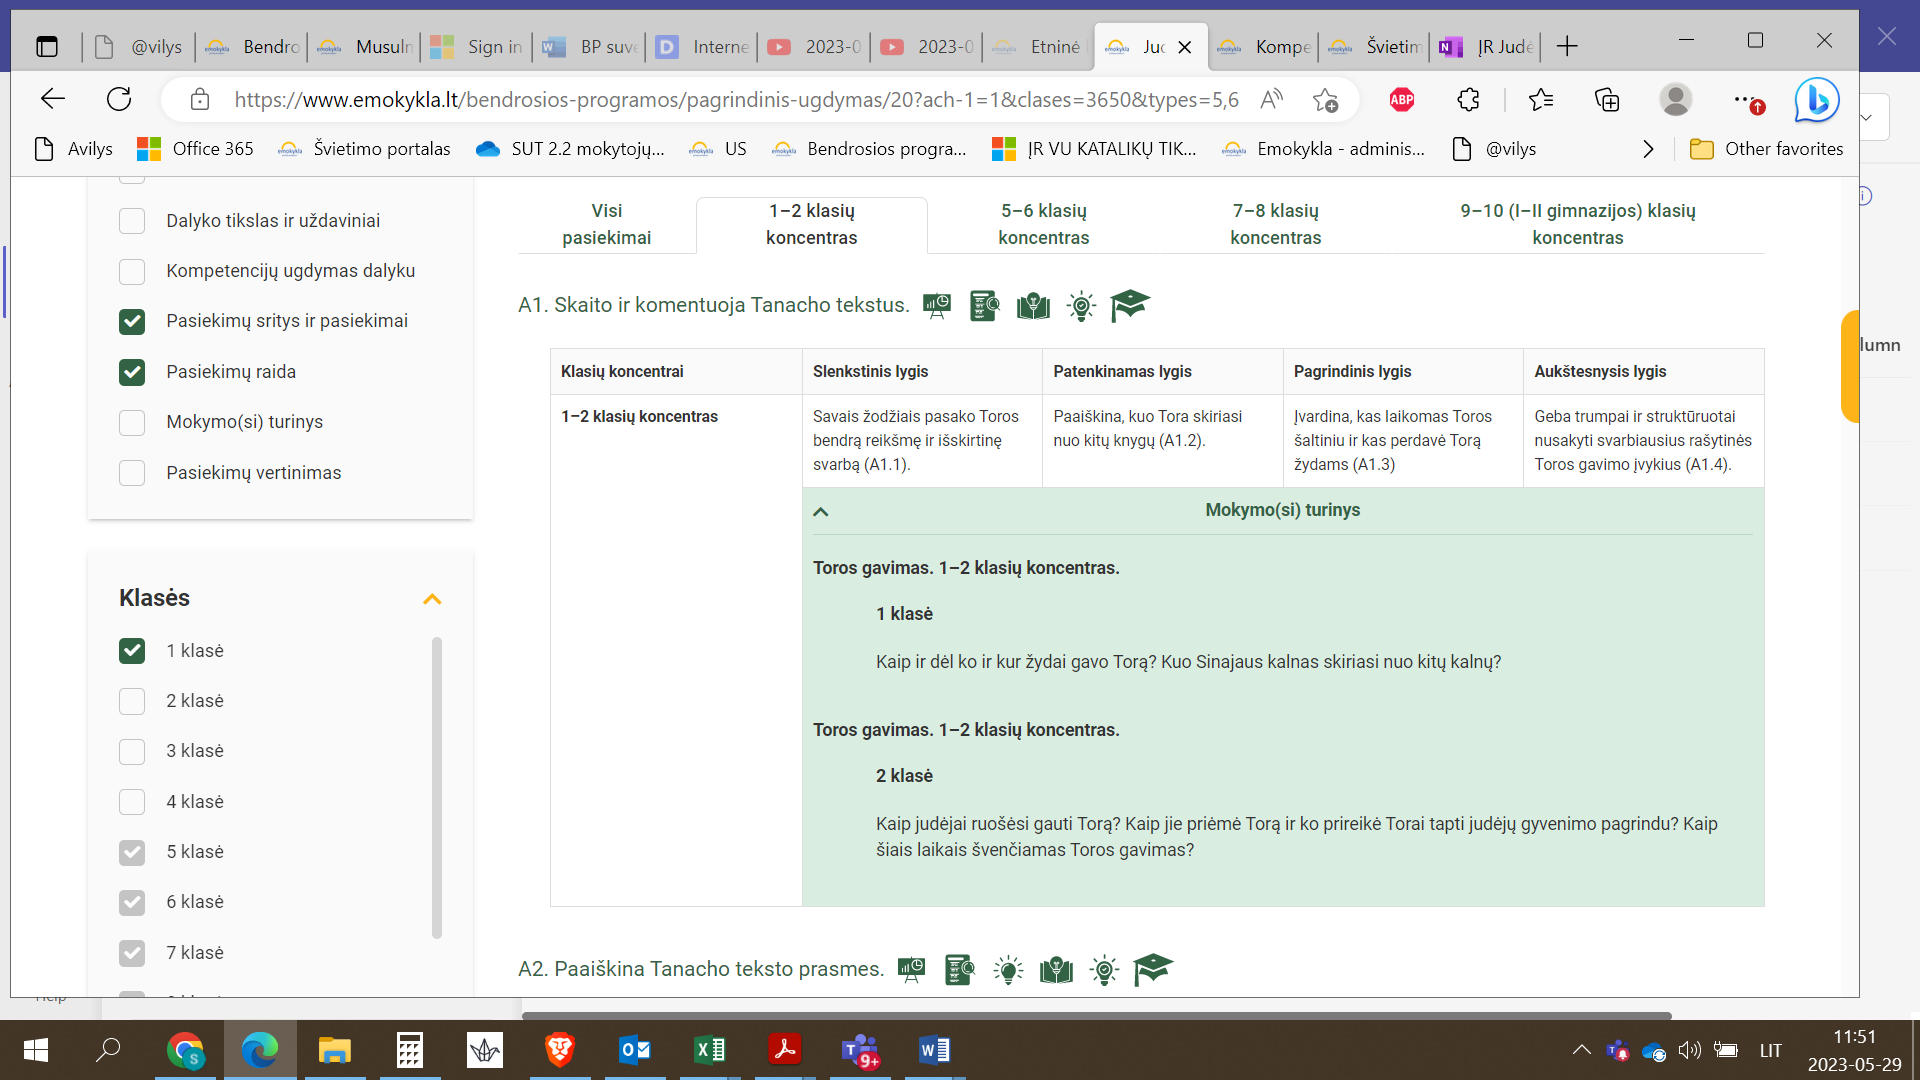 @vilys
Bendro
Musuln
Sign in
BP suve
Interne
2023-0
2023-0
Etninė
Juc
Kompe
Švietim
ĮR Judė
https://www.emokykla.lt/bendrosios-programos/pagrindinis-ugdymas/20?ach-1=1&clases=3650&types=5,6
ABP
Avilys
Office 365
Švietimo portalas
SUT 2.2 mokytojų...
US
Bendrosios progra...
ĮR VU KATALIKŲ TIK...
Emokykla - adminis...
@vilys
Other favorites
Dalyko tikslas ir uždaviniai
Kompetencijų ugdymas dalyku
Pasiekimų sritys ir pasiekimai
Pasiekimų raida
Mokymo(si) turinys
Pasiekimų vertinimas
Klasės
1 klasė
2 klasė
3 klasė
4 klasė
5 klasė
6 klasė
7 klasė
Visi
pasiekimai
1–2 klasių
koncentras
5–6 klasių
koncentras
7–8 klasių
koncentras
9–10 (I–II gimnazijos) klasių
koncentras
A1. Skaito ir komentuoja Tanacho tekstus.
Klasių koncentrai
Slenkstinis lygis
Patenkinamas lygis
Pagrindinis lygis
Aukštesnysis lygis
1–2 klasių koncentras
Savais žodžiais pasako Toros
bendrą reikšmę ir išskirtinę
svarbą (A1.1).
Paaiškina, kuo Tora skiriasi
nuo kitų knygų (A1.2).
Įvardina, kas laikomas Toros
šaltiniu ir kas perdavė Torą
žydams (A1.3)
Geba trumpai ir struktūruotai
nusakyti svarbiausius rašytinės
Toros gavimo įvykius (A1.4).
Mokymo(si) turinys
Toros gavimas. 1–2 klasių koncentras.
1 klasė
Kaip ir dėl ko ir kur žydai gavo Torą? Kuo Sinajaus kalnas skiriasi nuo kitų kalnų?
Toros gavimas. 1–2 klasių koncentras.
2 klasė
Kaip judėjai ruošėsi gauti Torą? Kaip jie priėmė Torą ir ko prireikė Torai tapti judėjų gyvenimo pagrindu? Kaip
šiais laikais švenčiamas Toros gavimas?
A2. Paaiškina Tanacho teksto prasmes.
lumn
9+
LIT
11:51
2023-05-29